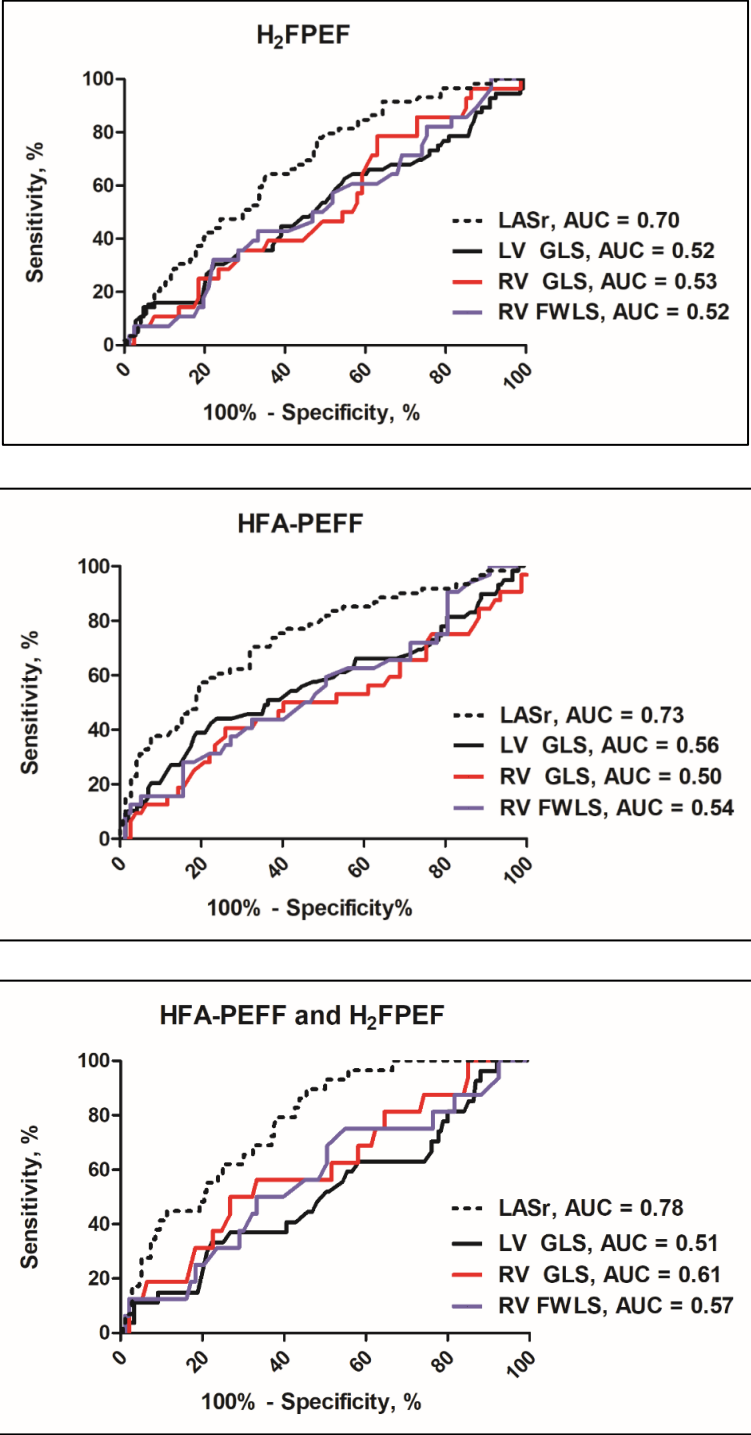 H₂FPEF
Sensitivity, %
100
80
60
40
20
0
0 20 40 60 80 100
100% - Specificity, %
LASr, AUC = 0.70
LV GLS, AUC = 0.52
RV GLS, AUC = 0.53
RV FWLS, AUC = 0.52
HFA-PEFF
Sensitivity, %
100
80
60
40
20
0
0 20 40 60 80 100
100% - Specificity%
LASr, AUC = 0.73
LV GLS, AUC = 0.56
RV GLS, AUC = 0.50
RV FWLS, AUC = 0.54
HFA-PEFF and H₂FPEF
Sensitivity, %
100
80
60
40
20
0
0 20 40 60 80 100
100% - Specificity, %
LASr, AUC = 0.78
LV GLS, AUC = 0.51
RV GLS, AUC = 0.61
RV FWLS, AUC = 0.57